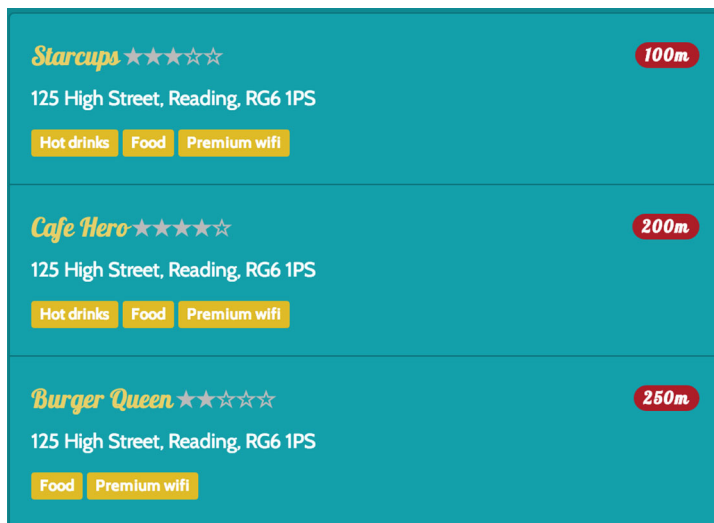 Starcups ★★★☆☆ 100m
125 High Street, Reading, RG6 1PS
Hot drinks Food Premium wifi
Cafe Hero ★★★★☆ 200m
125 High Street, Reading, RG6 1PS
Hot drinks Food Premium wifi
Burger Queen ★★☆☆☆ 250m
125 High Street, Reading, RG6 1PS
Food Premium wifi